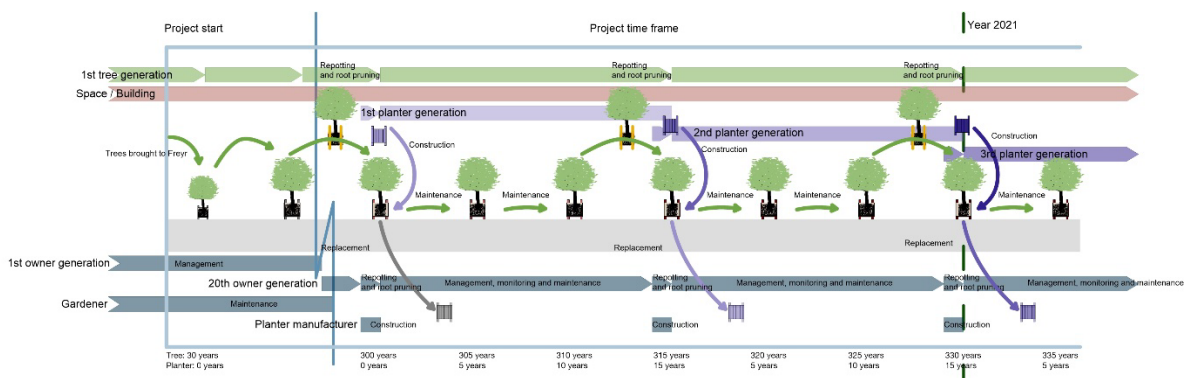 Project start
Project time frame
Year 2021
1st tree generation
Repotting
and root pruning
Repotting
and root pruning
Repotting
and root pruning
Space / Building
1st planter generation
2nd planter generation
3rd planter generation
Trees brought to Freyr
Construction
Construction
Construction
Maintenance
Maintenance
Maintenance
Maintenance
Maintenance
Replacement
Replacement
Replacement
1st owner generation
Management
20th owner generation
Repotting
and root pruning
Management, monitoring and maintenance
Repotting
and root pruning
Management, monitoring and maintenance
Repotting
and root pruning
Management, monitoring and maintenance
Gardener
Maintenance
Planter manufacturer
Construction
Construction
Construction
Tree: 30 years
Planter: 0 years
300 years
0 years
305 years
5 years
310 years
10 years
315 years
15 years
320 years
5 years
325 years
10 years
330 years
15 years
335 years
5 years